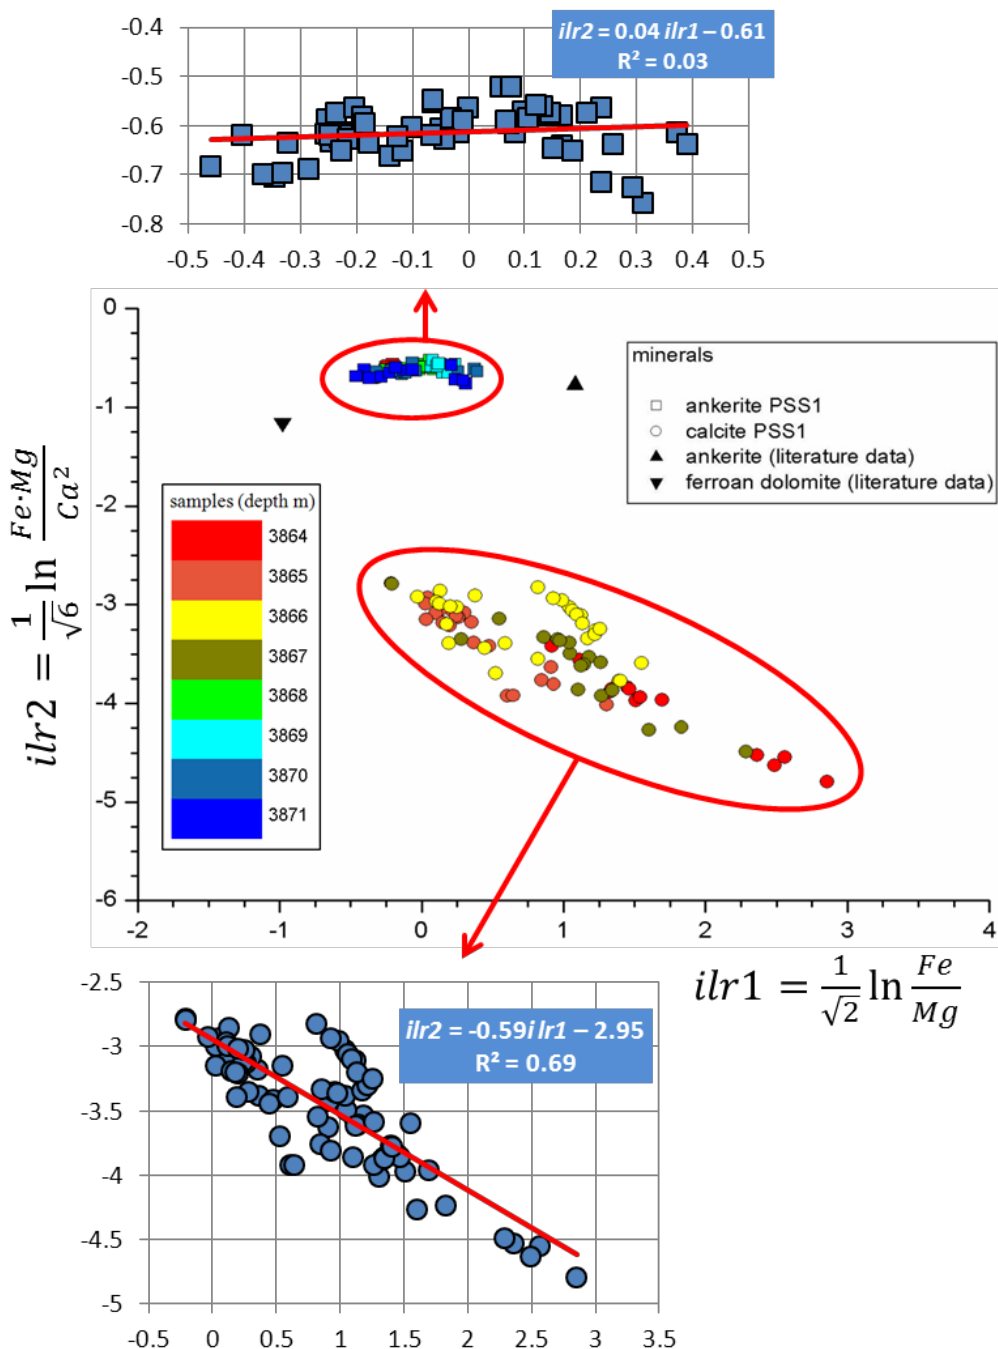 -0.4
-0.5
-0.6
-0.7
-0.8
ilr2 = 0.04 ilr1 – 0.61
R² = 0.03
-0.5 -0.4 -0.3 -0.2 -0.1 0 0.1 0.2 0.3 0.4 0.5
0
-1
-2
-3
-4
-5
-6
minerals
ankerite PSS1
calcite PSS1
ankerite (literature data)
ferroan dolomite (literature data)
samples (depth m)
3864
3865
3866
3867
3868
3869
3870
3871
ilr2 = 1/√6 ln Fe·Mg/Ca²
-2 -1 0 1 2 3 4
ilr1 = 1/√2 ln Fe/Mg
-2.5
-3
-3.5
-4
-4.5
-5
ilr2 = -0.59ilr1 – 2.95
R² = 0.69
-0.5 0 0.5 1 1.5 2 2.5 3 3.5